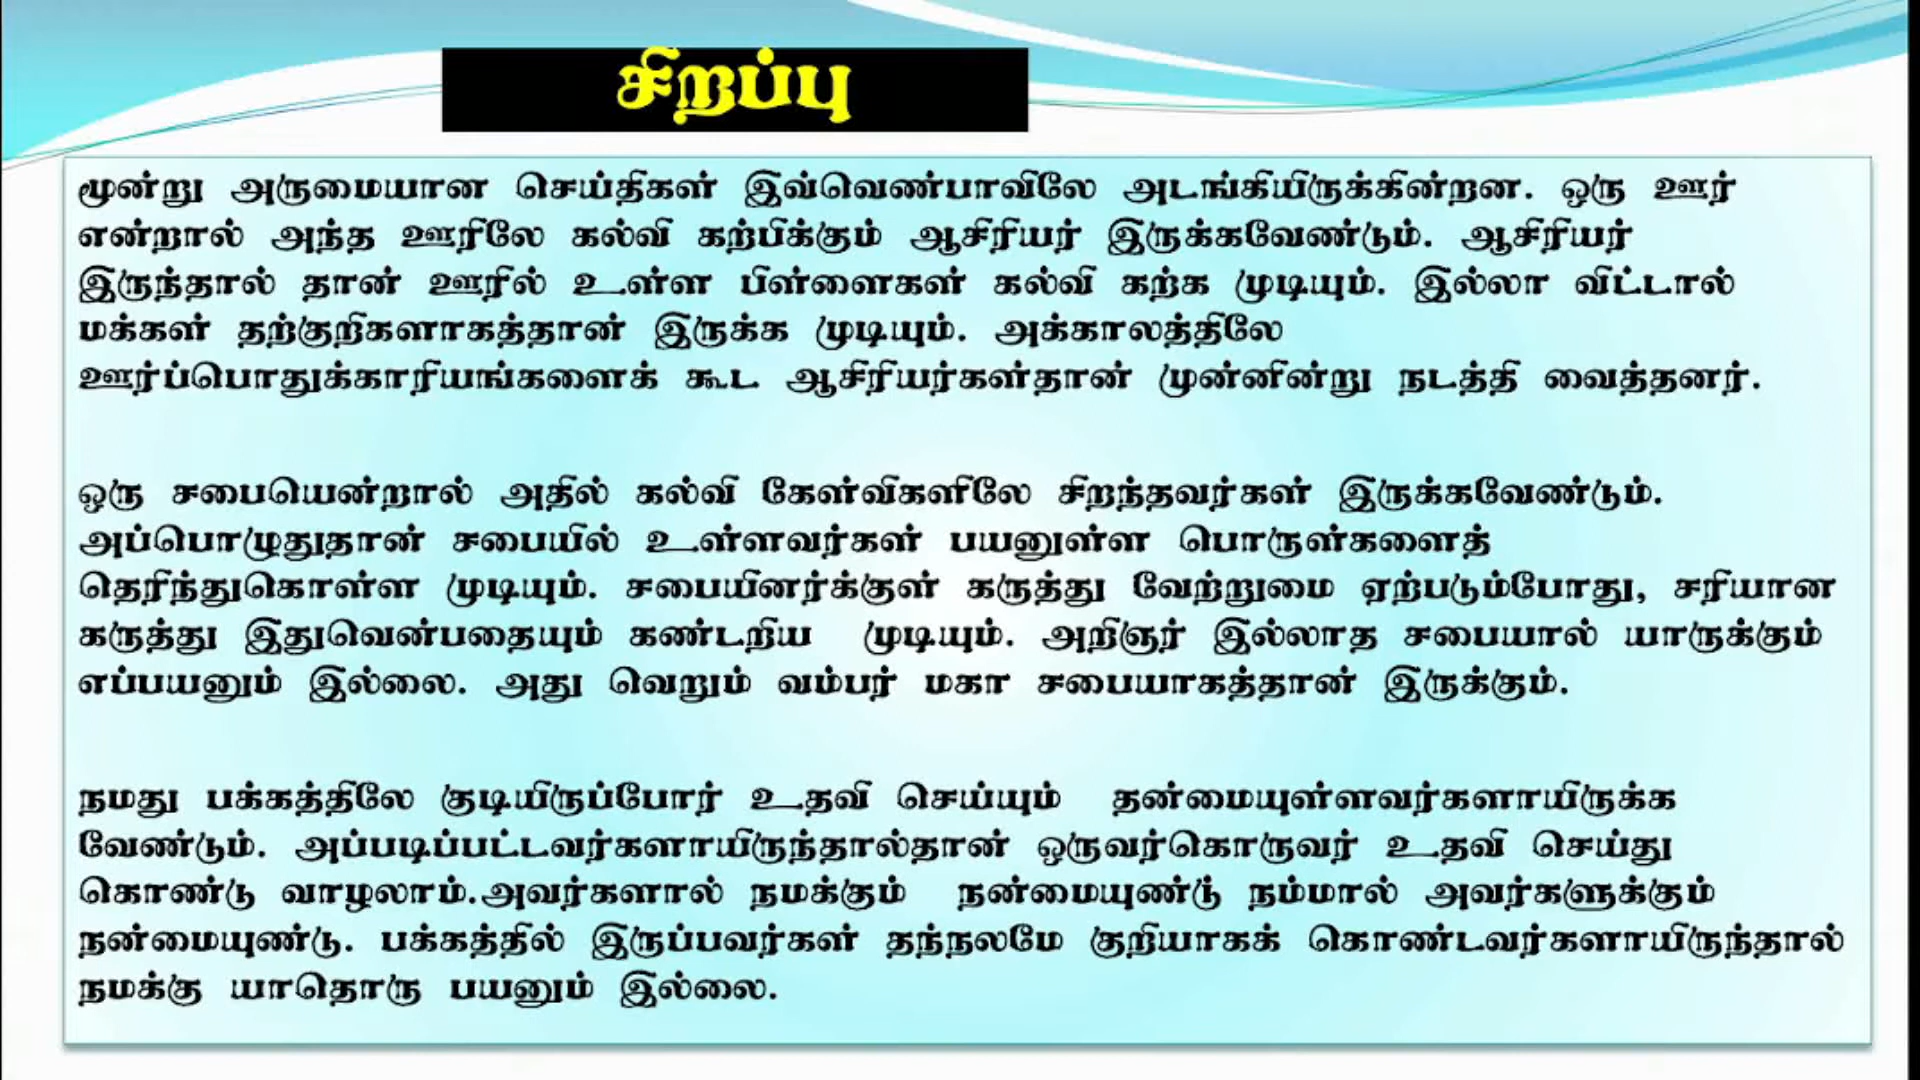 சிறப்பு
மூன்று அருமையான செய்திகள் இவ்வெண்பாவிலே அடங்கியிருக்கின்றன. ஒரு ஊர்
என்றால் அந்த ஊரிலே கல்வி கற்பிக்கும் ஆசிரியர் இருக்கவேண்டும். ஆசிரியர்
இருந்தால் தான் ஊரில் உள்ள பிள்ளைகள் கல்வி கற்க முடியும். இல்லா விட்டால்
மக்கள் தற்குறிகளாகத்தான் இருக்க முடியும். அக்காலத்திலே
ஊர்ப்பொதுக்காரியங்களைக் கூட ஆசிரியர்கள்தான் முன்னின்று நடத்தி வைத்தனர்.
ஒரு சபையென்றால் அதில் கல்வி கேள்விகளிலே சிறந்தவர்கள் இருக்கவேண்டும்.
அப்பொழுதுதான் சபையில் உள்ளவர்கள் பயனுள்ள பொருள்களைத்
தெரிந்துகொள்ள முடியும். சபையினர்க்குள் கருத்து வேற்றுமை ஏற்படும்போது, சரியான
கருத்து இதுவென்பதையும் கண்டறிய முடியும். அறிஞர் இல்லாத சபையால் யாருக்கும்
எப்பயனும் இல்லை. அது வெறும் வம்பர் மகா சபையாகத்தான் இருக்கும்.
நமது பக்கத்திலே குடியிருப்போர் உதவி செய்யும் தன்மையுள்ளவர்களாயிருக்க
வேண்டும். அப்படிப்பட்டவர்களாயிருந்தால்தான் ஒருவர்கொருவர் உதவி செய்து
கொண்டு வாழலாம்.அவர்களால் நமக்கும் நன்மையுண்டு் நம்மால் அவர்களுக்கும்
நன்மையுண்டு. பக்கத்தில் இருப்பவர்கள் தந்நலமே குறியாகக் கொண்டவர்களாயிருந்தால்
நமக்கு யாதொரு பயனும் இல்லை.